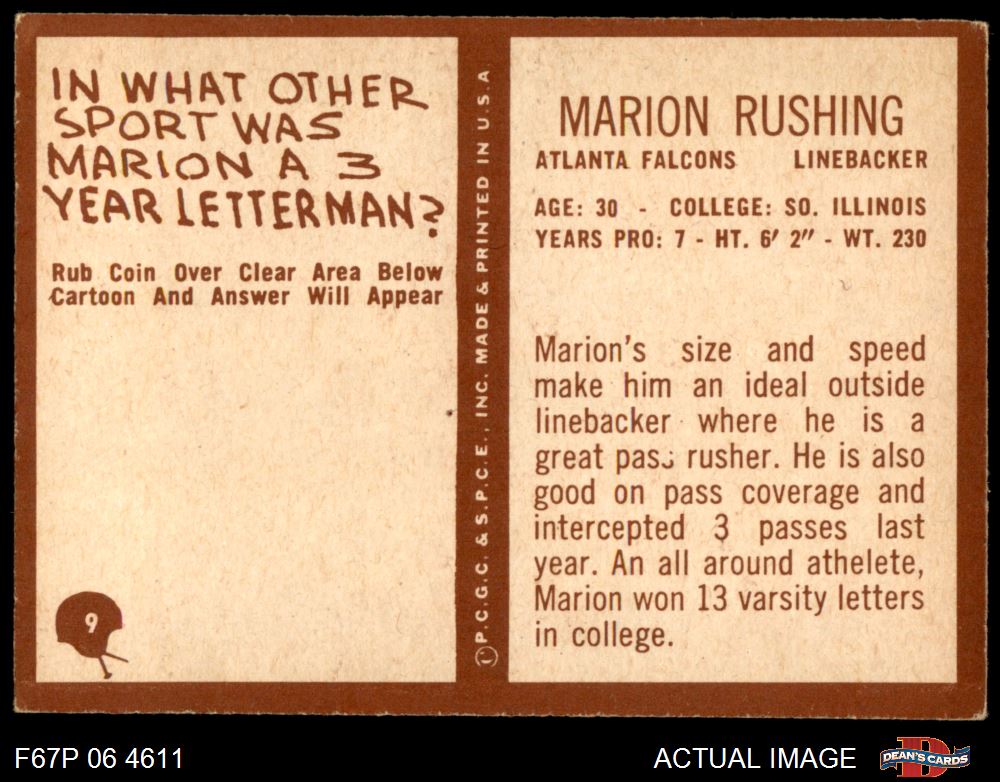 IN WHAT OTHER
SPORT WAS
MARION A 3
YEAR LETTERMAN?
Rub Coin Over Clear Area Below
Cartoon And Answer Will Appear
9
P.C.G.C. & S.P.C.E., INC. MADE & PRINTED IN U.S.A
MARION RUSHING
ATLANTA FALCONS LINEBACKER
AGE: 30 - COLLEGE: SO. ILLINOIS
YEARS PRO: 7 - HT. 6' 2" - WT. 230
Marion's size and speed
make him an ideal outside
linebacker where he is a
great pass rusher. He is also
good on pass coverage and
intercepted 3 passes last
year. An all around athelete,
Marion won 13 varsity letters
in college.
F67P 06 4611
ACTUAL IMAGE
D
DEAN'S CARDS